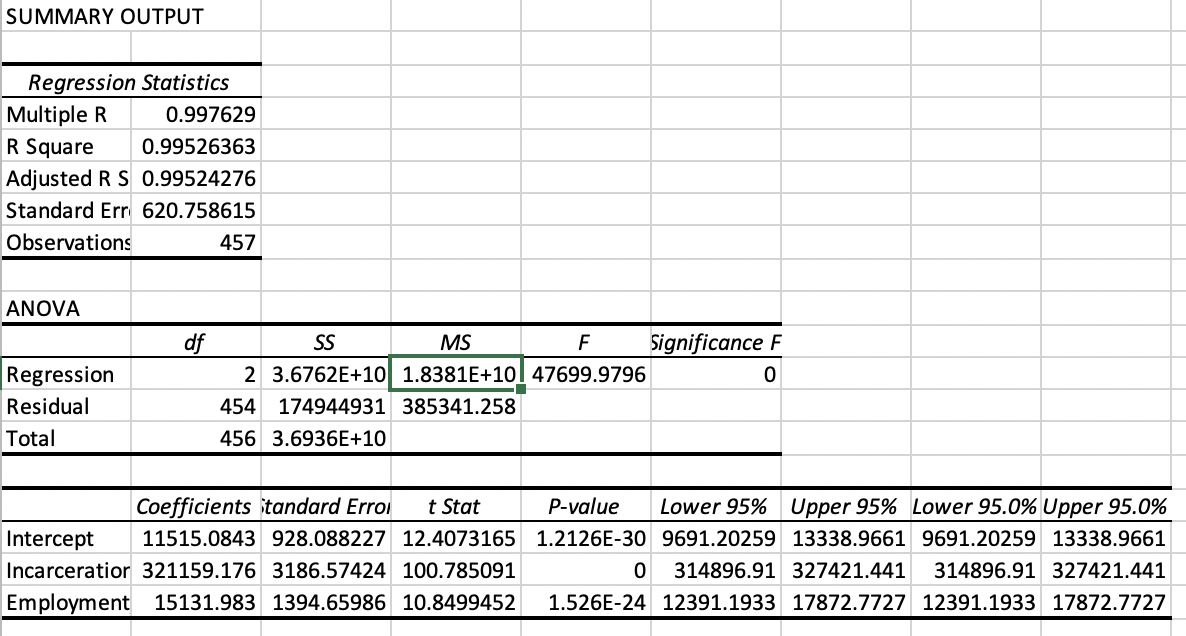 SUMMARY OUTPUT
Regression Statistics
Multiple R 0.997629
R Square 0.99526363
Adjusted R S 0.99524276
Standard Err 620.758615
Observations 457
ANOVA
df SS MS F Significance F
Regression 2 3.6762E+10 1.8381E+10 47699.9796 0
Residual 454 174944931 385341.258
Total 456 3.6936E+10
Coefficients Standard Error t Stat P-value Lower 95% Upper 95% Lower 95.0% Upper 95.0%
Intercept 11515.0843 928.088227 12.4073165 1.2126E-30 9691.20259 13338.9661 9691.20259 13338.9661
Incarceration 321159.176 3186.57424 100.785091 0 314896.91 327421.441 314896.91 327421.441
Employment 15131.983 1394.65986 10.8499452 1.526E-24 12391.1933 17872.7727 12391.1933 17872.7727